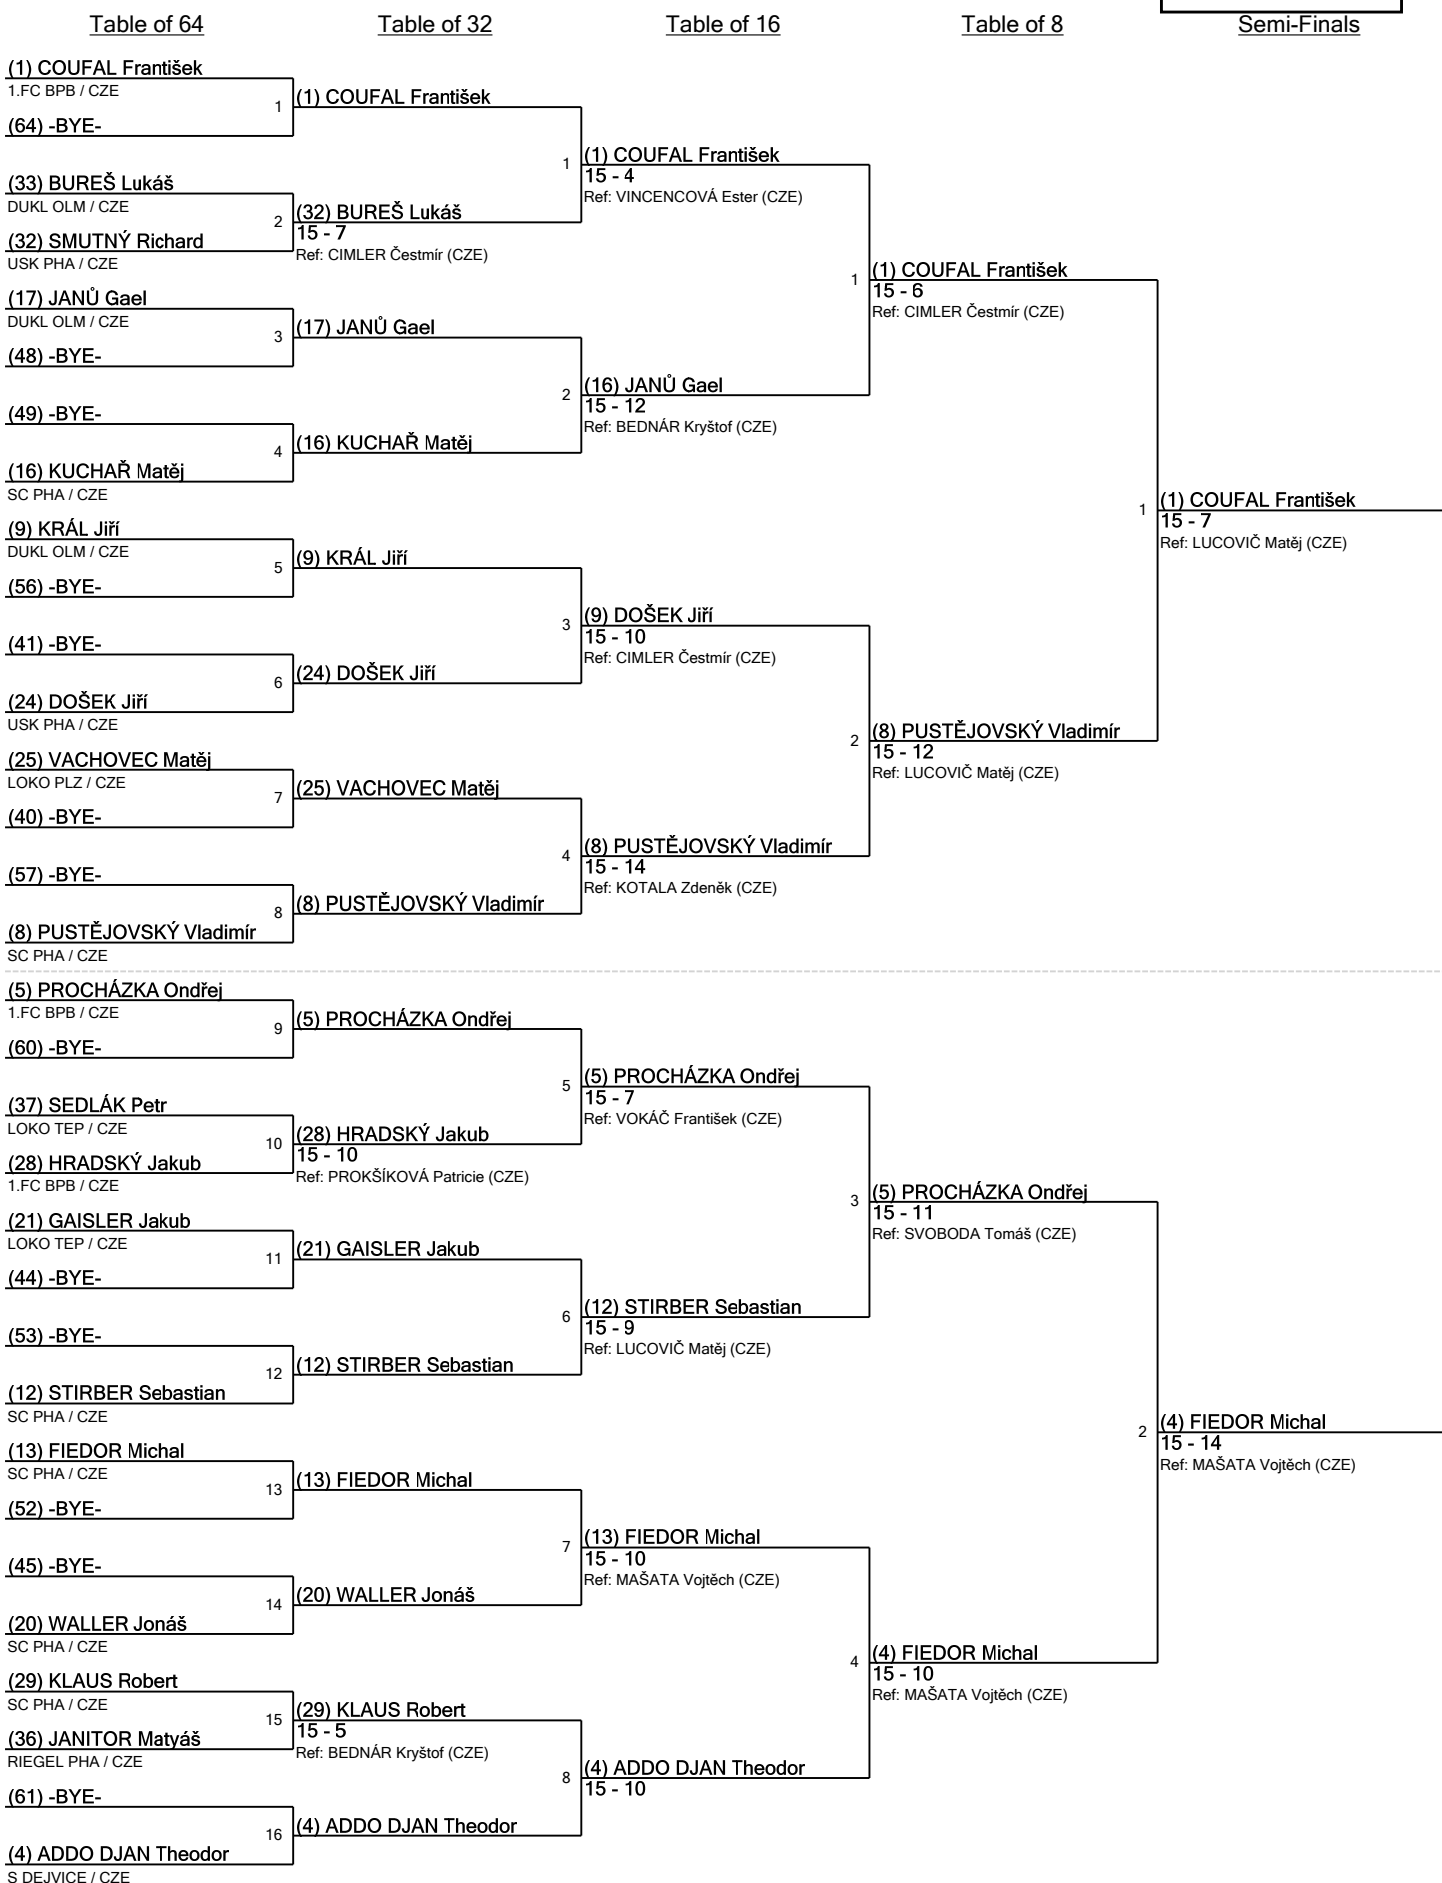 Table of 64
Table of 32
Table of 16
Table of 8
Semi-Finals
(1) COUFAL František
1.FC BPB / CZE
(64) -BYE-
1
(33) BUREŠ Lukáš
DUKL OLM / CZE
(32) SMUTNÝ Richard
USK PHA / CZE
2
(17) JANŮ Gael
DUKL OLM / CZE
(48) -BYE-
3
(49) -BYE-
(16) KUCHAŘ Matěj
SC PHA / CZE
4
(9) KRÁL Jiří
DUKL OLM / CZE
(56) -BYE-
5
(41) -BYE-
(24) DOŠEK Jiří
USK PHA / CZE
6
(25) VACHOVEC Matěj
LOKO PLZ / CZE
(40) -BYE-
7
(57) -BYE-
(8) PUSTĚJOVSKÝ Vladimír
SC PHA / CZE
8
(5) PROCHÁZKA Ondřej
1.FC BPB / CZE
(60) -BYE-
9
(37) SEDLÁK Petr
LOKO TEP / CZE
(28) HRADSKÝ Jakub
1.FC BPB / CZE
10
(21) GAISLER Jakub
LOKO TEP / CZE
(44) -BYE-
11
(53) -BYE-
(12) STIRBER Sebastian
SC PHA / CZE
12
(13) FIEDOR Michal
SC PHA / CZE
(52) -BYE-
13
(45) -BYE-
(20) WALLER Jonáš
SC PHA / CZE
14
(29) KLAUS Robert
SC PHA / CZE
(36) JANITOR Matyáš
RIEGEL PHA / CZE
15
(61) -BYE-
(4) ADDO DJAN Theodor
S DEJVICE / CZE
16
(1) COUFAL František
(32) BUREŠ Lukáš
15 - 7
Ref: CIMLER Čestmír (CZE)
1
(17) JANŮ Gael
(16) KUCHAŘ Matěj
2
(9) KRÁL Jiří
(24) DOŠEK Jiří
3
(25) VACHOVEC Matěj
(8) PUSTĚJOVSKÝ Vladimír
4
(5) PROCHÁZKA Ondřej
(28) HRADSKÝ Jakub
15 - 10
Ref: PROKŠÍKOVÁ Patricie (CZE)
5
(21) GAISLER Jakub
(12) STIRBER Sebastian
6
(13) FIEDOR Michal
(20) WALLER Jonáš
7
(29) KLAUS Robert
15 - 5
Ref: BEDNÁR Kryštof (CZE)
(4) ADDO DJAN Theodor
8
(1) COUFAL František
15 - 4
Ref: VINCENCOVÁ Ester (CZE)
(16) JANŮ Gael
15 - 12
Ref: BEDNÁR Kryštof (CZE)
1
(9) DOŠEK Jiří
15 - 10
Ref: CIMLER Čestmír (CZE)
(8) PUSTĚJOVSKÝ Vladimír
15 - 14
Ref: KOTALA Zdeněk (CZE)
2
(5) PROCHÁZKA Ondřej
15 - 7
Ref: VOKÁČ František (CZE)
(12) STIRBER Sebastian
15 - 9
Ref: LUCOVIČ Matěj (CZE)
3
(13) FIEDOR Michal
15 - 10
Ref: MAŠATA Vojtěch (CZE)
(4) ADDO DJAN Theodor
15 - 10
4
(1) COUFAL František
15 - 6
Ref: CIMLER Čestmír (CZE)
(8) PUSTĚJOVSKÝ Vladimír
15 - 12
Ref: LUCOVIČ Matěj (CZE)
1
(5) PROCHÁZKA Ondřej
15 - 11
Ref: SVOBODA Tomáš (CZE)
(4) FIEDOR Michal
15 - 10
Ref: MAŠATA Vojtěch (CZE)
2
(1) COUFAL František
15 - 7
Ref: LUCOVIČ Matěj (CZE)
(4) FIEDOR Michal
15 - 14
Ref: MAŠATA Vojtěch (CZE)